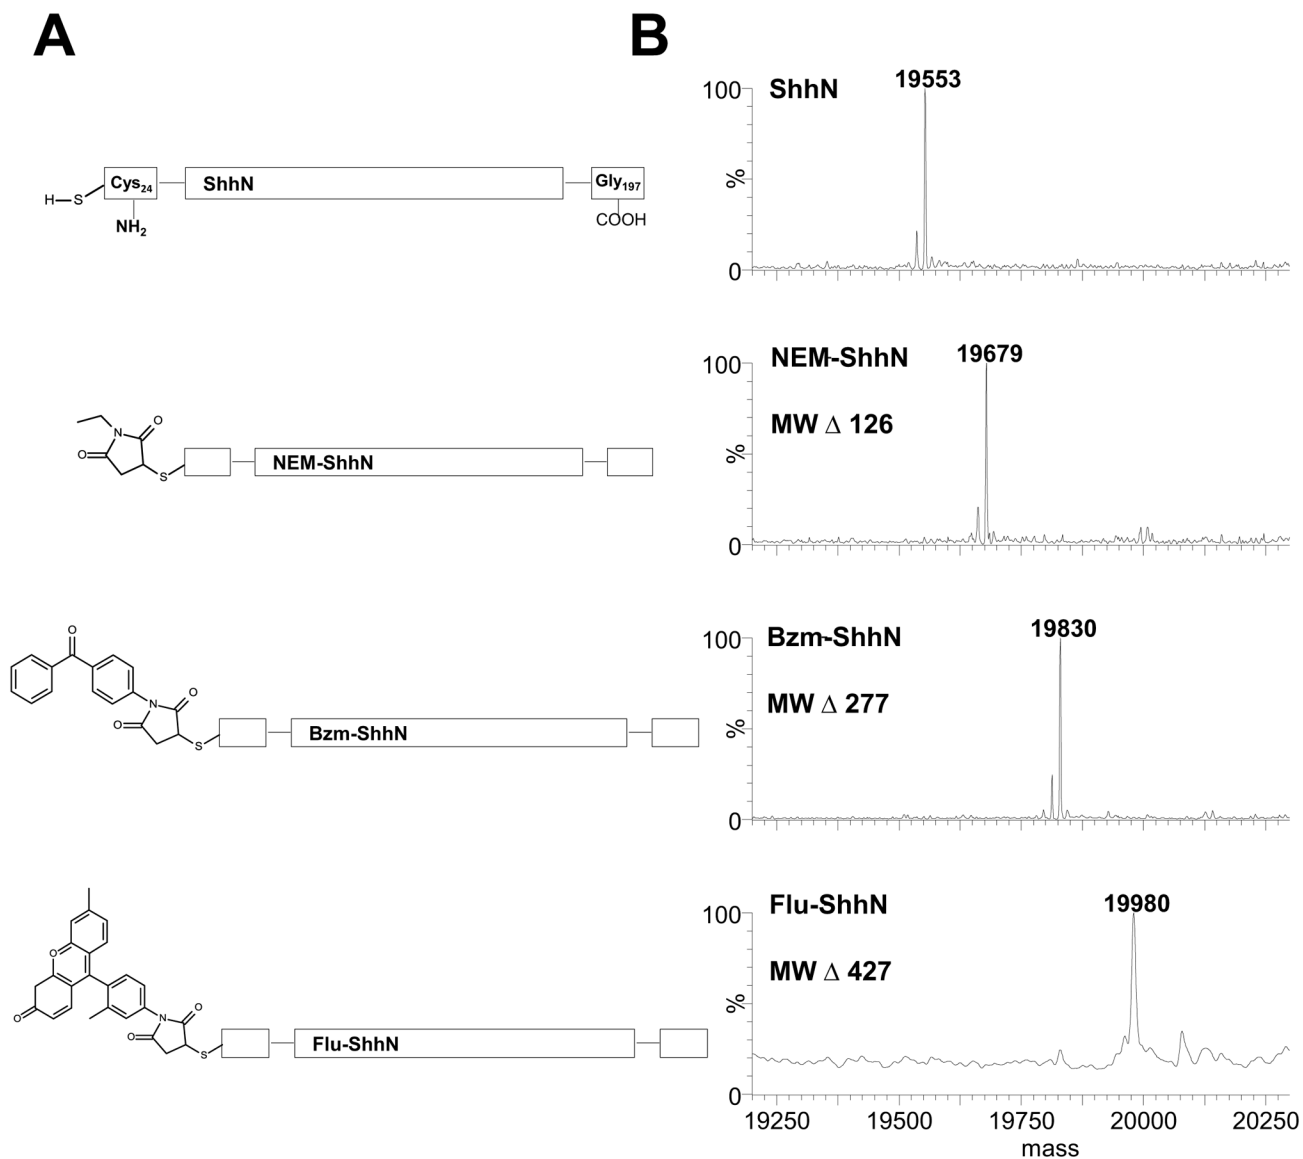 A
B
H S Cys24 NH2 ShhN Gly197 COOH
O N O S NEM-ShhN
O N O O S Bzm-ShhN
O O N O O S Flu-ShhN
100 ShhN 19553
%
0
100 NEM-ShhN 19679
MW Δ 126
%
0
100 Bzm-ShhN 19830
MW Δ 277
%
0
100 Flu-ShhN 19980
MW Δ 427
%
0
19250 19500 19750 20000 20250
mass